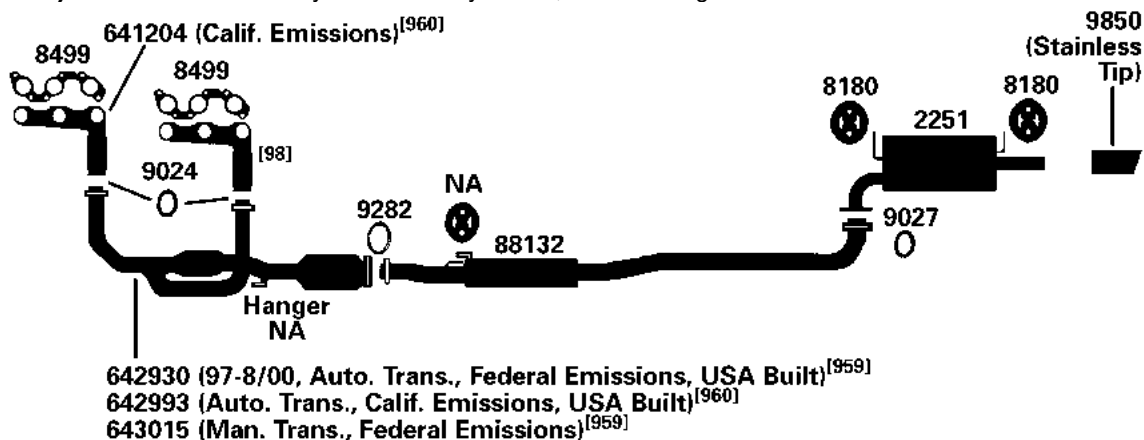 641204 (Calif. Emissions)[960]
9850
(Stainless
Tip)
8499
8499
8180
8180
2251
[98]
9024
NA
9282
88132
9027
Hanger
NA
642930 (97-8/00, Auto. Trans., Federal Emissions, USA Built)[959]
642993 (Auto. Trans., Calif. Emissions, USA Built)[960]
643015 (Man. Trans., Federal Emissions)[959]